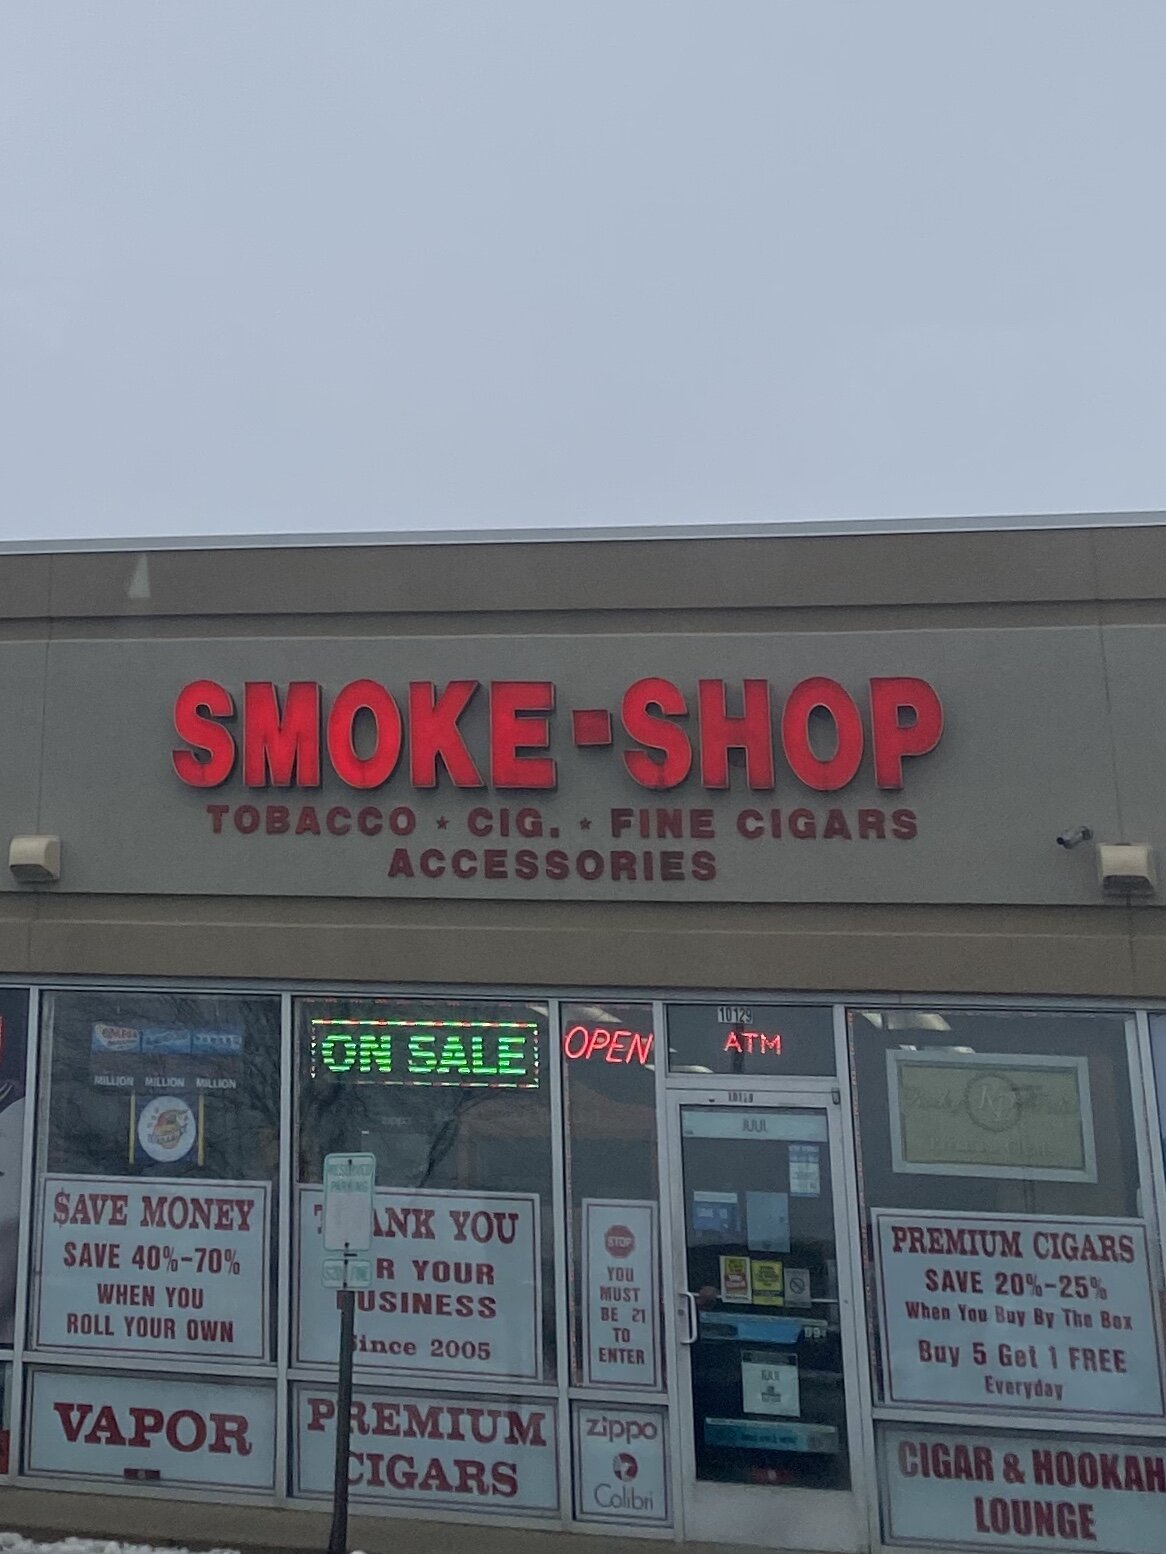 SMOKE-SHOP
TOBACCO * CIG. * FINE CIGARS
ACCESSORIES
ON SALE
OPEN
10129
ATM
MILLION MILLION MILLION
JUUL
SAVE MONEY
SAVE 40%-70%
WHEN YOU
ROLL YOUR OWN
ANK YOU
R YOUR
USINESS
Since 2005
PARKING
STOP
YOU
MUST
BE 21
TO
ENTER
PREMIUM CIGARS
SAVE 20%-25%
When You Buy By The Box
Buy 5 Get 1 FREE
Everyday
VAPOR
PREMIUM
CIGARS
zippo
Colibri
CIGAR & HOOKAH
LOUNGE